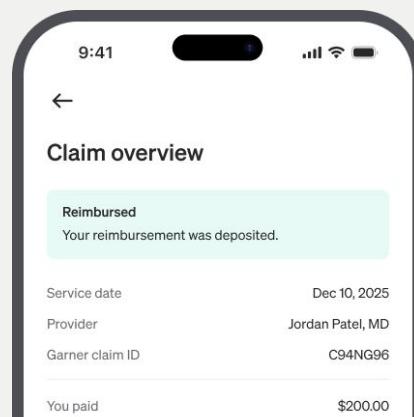 9:41
Claim overview
Reimbursed
Your reimbursement was deposited.
Service date Dec 10, 2025
Provider Jordan Patel, MD
Garner claim ID C94NG96
You paid $200.00